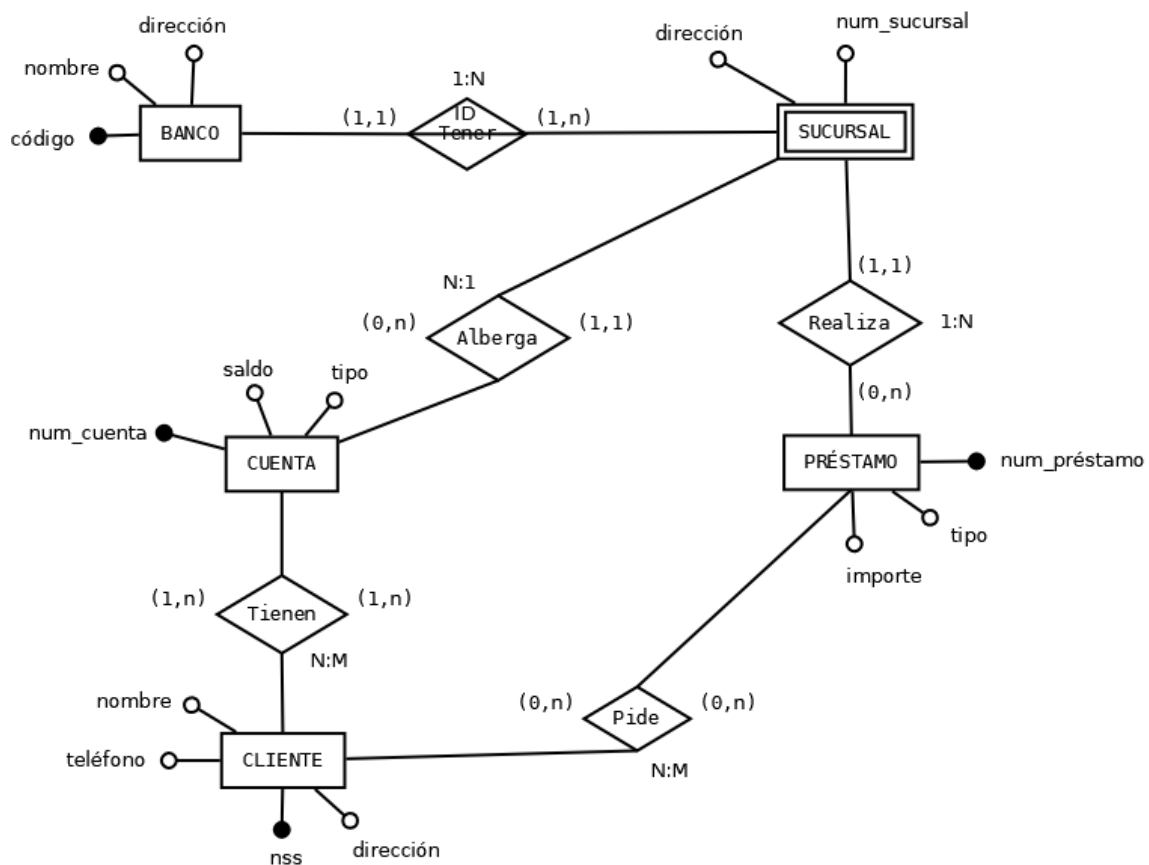 dirección
num_sucursal
dirección
nombre
1:N
(1,1)
ID
(1,n)
Tener
BANCO
SUCURSAL
código
(1,1)
N:1
(0,n)
Alberga
(1,1)
Realiza
1:N
saldo
tipo
(0,n)
num_cuenta
CUENTA
PRÉSTAMO
num_préstamo
tipo
importe
(1,n)
Tienen
(1,n)
N:M
nombre
(0,n)
Pide
(0,n)
teléfono
CLIENTE
N:M
dirección
nss